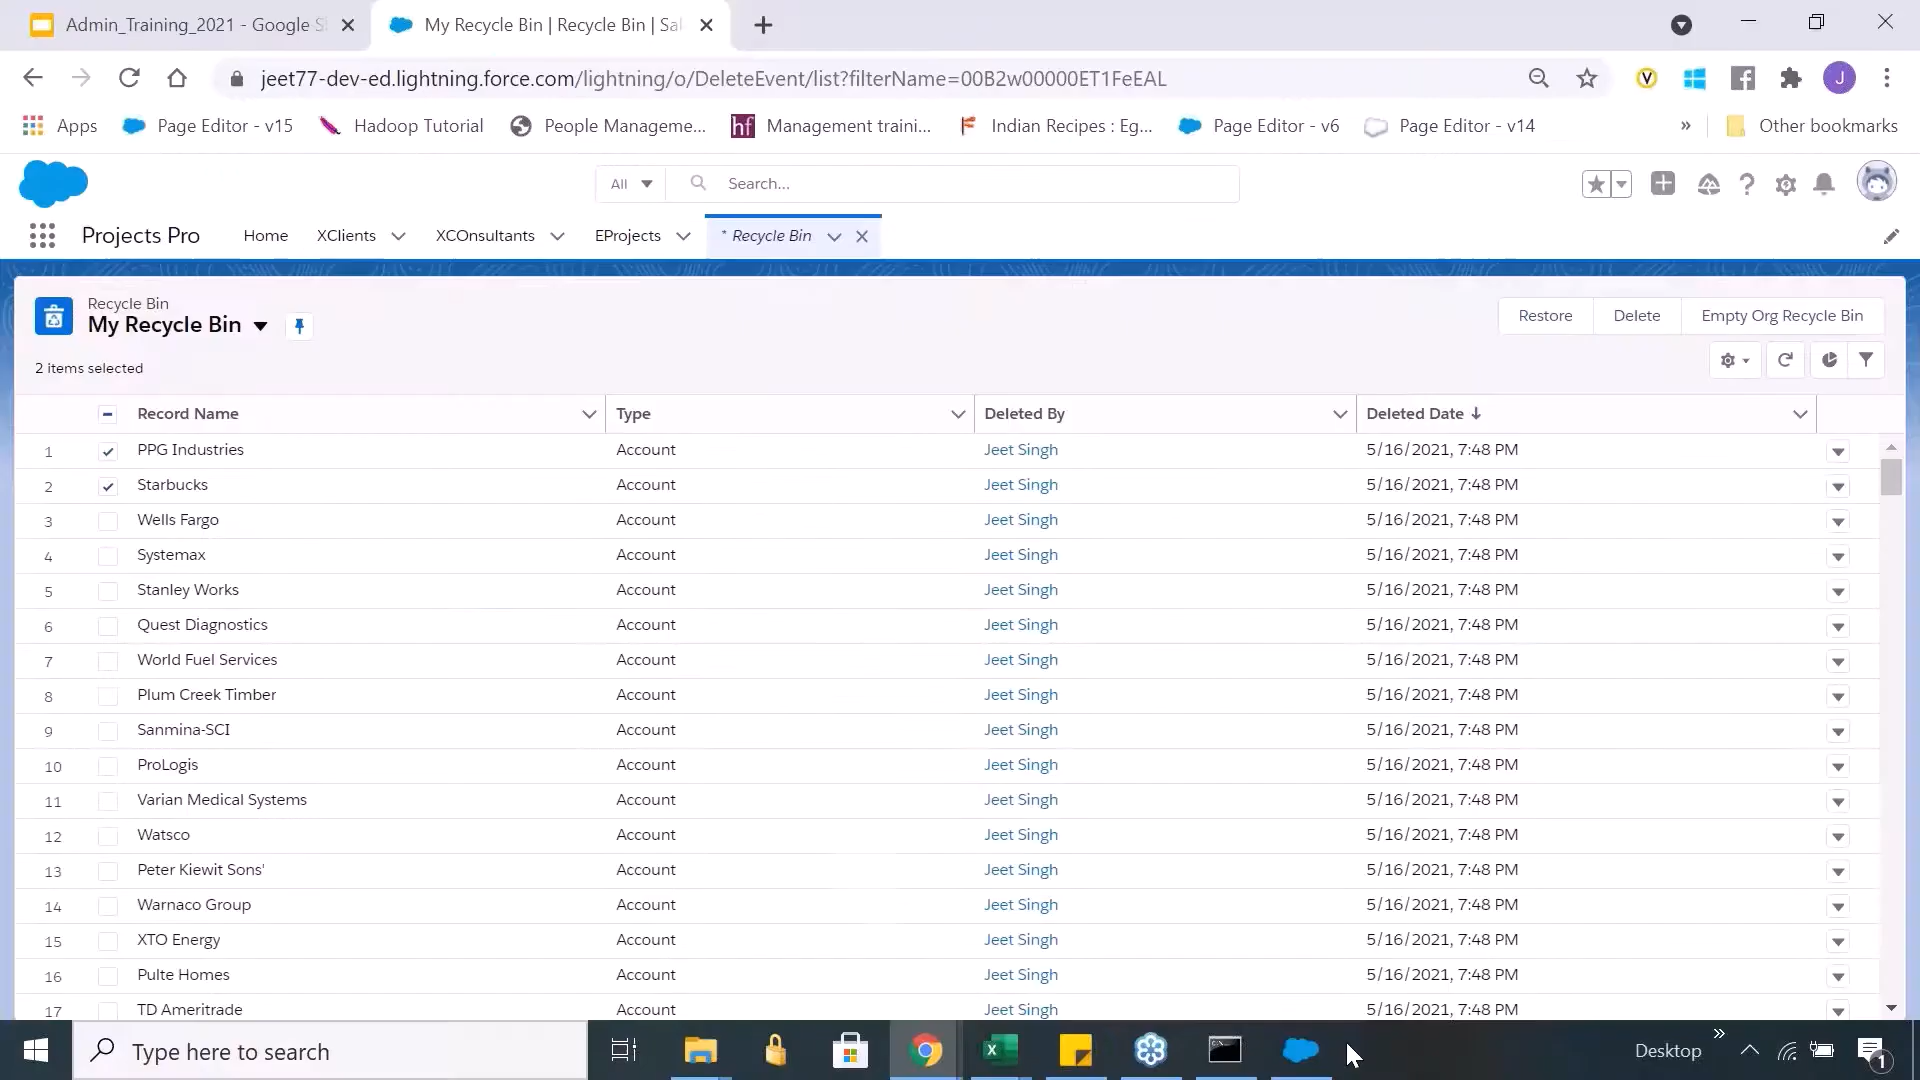 Admin_Training_2021 - Google S
My Recycle Bin | Recycle Bin | Sal
jeet77-dev-ed.lightning.force.com/lightning/o/DeleteEvent/list?filterName=00B2w00000ET1FeEAL
J
Apps
Page Editor - v15
Hadoop Tutorial
People Manageme...
hf
Management traini...
Indian Recipes : Eg...
Page Editor - v6
Page Editor - v14
»
Other bookmarks
All
Search...
Projects Pro
Home
XClients
XCOnsultants
EProjects
* Recycle Bin
Recycle Bin
My Recycle Bin
Restore
Delete
Empty Org Recycle Bin
2 items selected
Record Name Type Deleted By Deleted Date
1 PPG Industries Account Jeet Singh 5/16/2021, 7:48 PM
2 Starbucks Account Jeet Singh 5/16/2021, 7:48 PM
3 Wells Fargo Account Jeet Singh 5/16/2021, 7:48 PM
4 Systemax Account Jeet Singh 5/16/2021, 7:48 PM
5 Stanley Works Account Jeet Singh 5/16/2021, 7:48 PM
6 Quest Diagnostics Account Jeet Singh 5/16/2021, 7:48 PM
7 World Fuel Services Account Jeet Singh 5/16/2021, 7:48 PM
8 Plum Creek Timber Account Jeet Singh 5/16/2021, 7:48 PM
9 Sanmina-SCI Account Jeet Singh 5/16/2021, 7:48 PM
10 ProLogis Account Jeet Singh 5/16/2021, 7:48 PM
11 Varian Medical Systems Account Jeet Singh 5/16/2021, 7:48 PM
12 Watsco Account Jeet Singh 5/16/2021, 7:48 PM
13 Peter Kiewit Sons' Account Jeet Singh 5/16/2021, 7:48 PM
14 Warnaco Group Account Jeet Singh 5/16/2021, 7:48 PM
15 XTO Energy Account Jeet Singh 5/16/2021, 7:48 PM
16 Pulte Homes Account Jeet Singh 5/16/2021, 7:48 PM
17 TD Ameritrade Account Jeet Singh 5/16/2021, 7:48 PM
Type here to search
Desktop
»
1